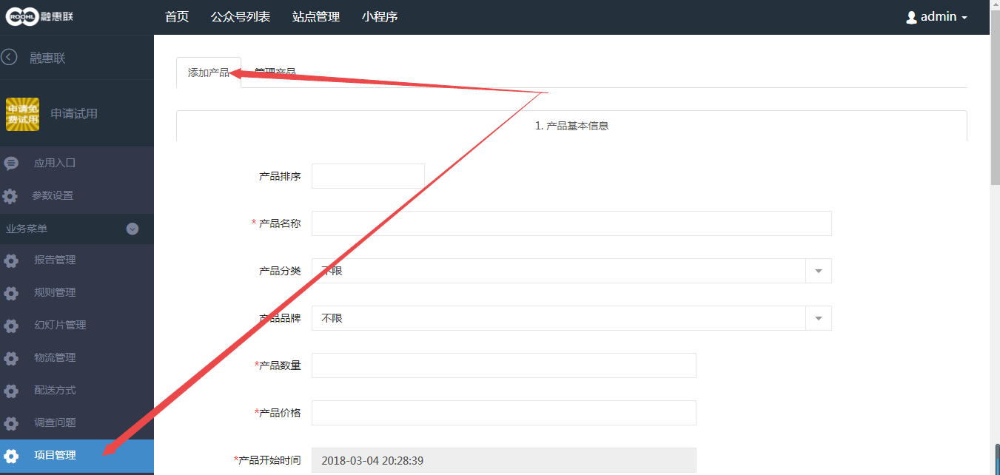 ROOHL 融惠联
首页 公众号列表 站点管理 小程序 admin
融惠联
申请免
费试用
申请试用
应用入口
参数设置
业务菜单
报告管理
规则管理
幻灯片管理
物流管理
配送方式
调查问题
项目管理
添加产品 管理产品
1. 产品基本信息
产品排序
* 产品名称
产品分类 不限
产品品牌 不限
*产品数量
*产品价格
*产品开始时间 2018-03-04 20:28:39